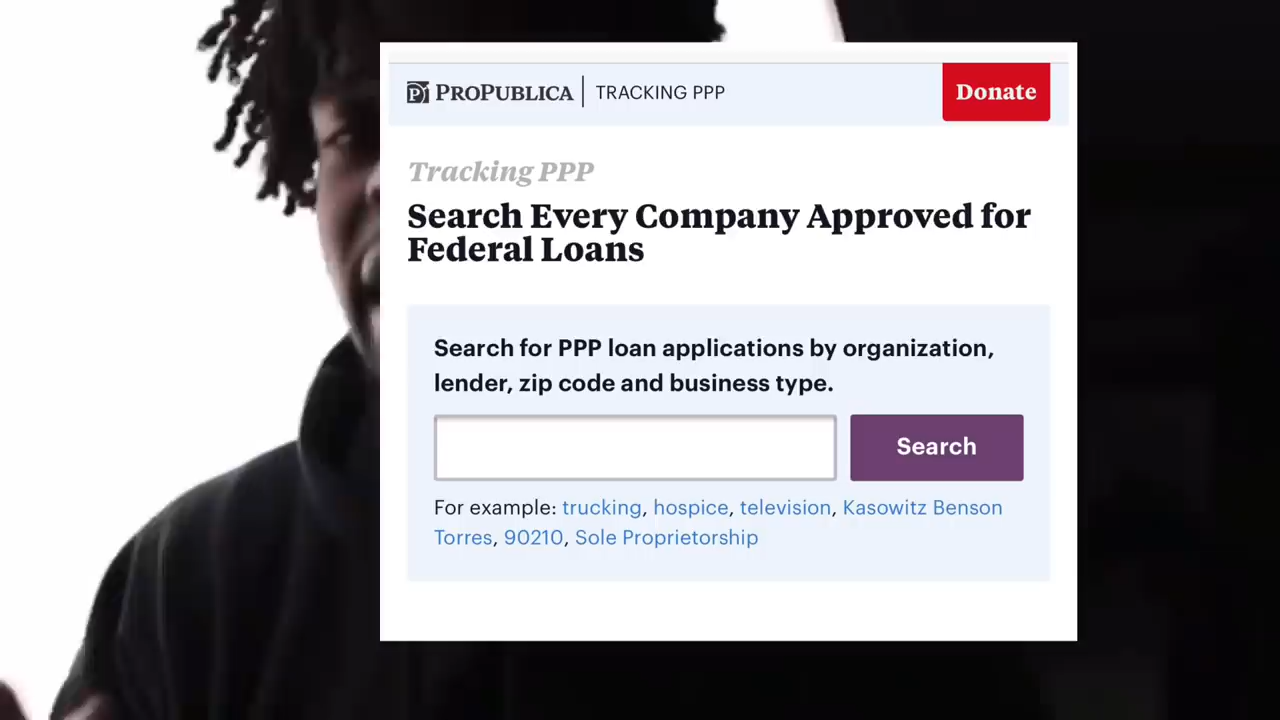 PROPUBLICA | TRACKING PPP
Donate
Tracking PPP
Search Every Company Approved for
Federal Loans
Search for PPP loan applications by organization,
lender, zip code and business type.
Search
For example: trucking, hospice, television, Kasowitz Benson
Torres, 90210, Sole Proprietorship